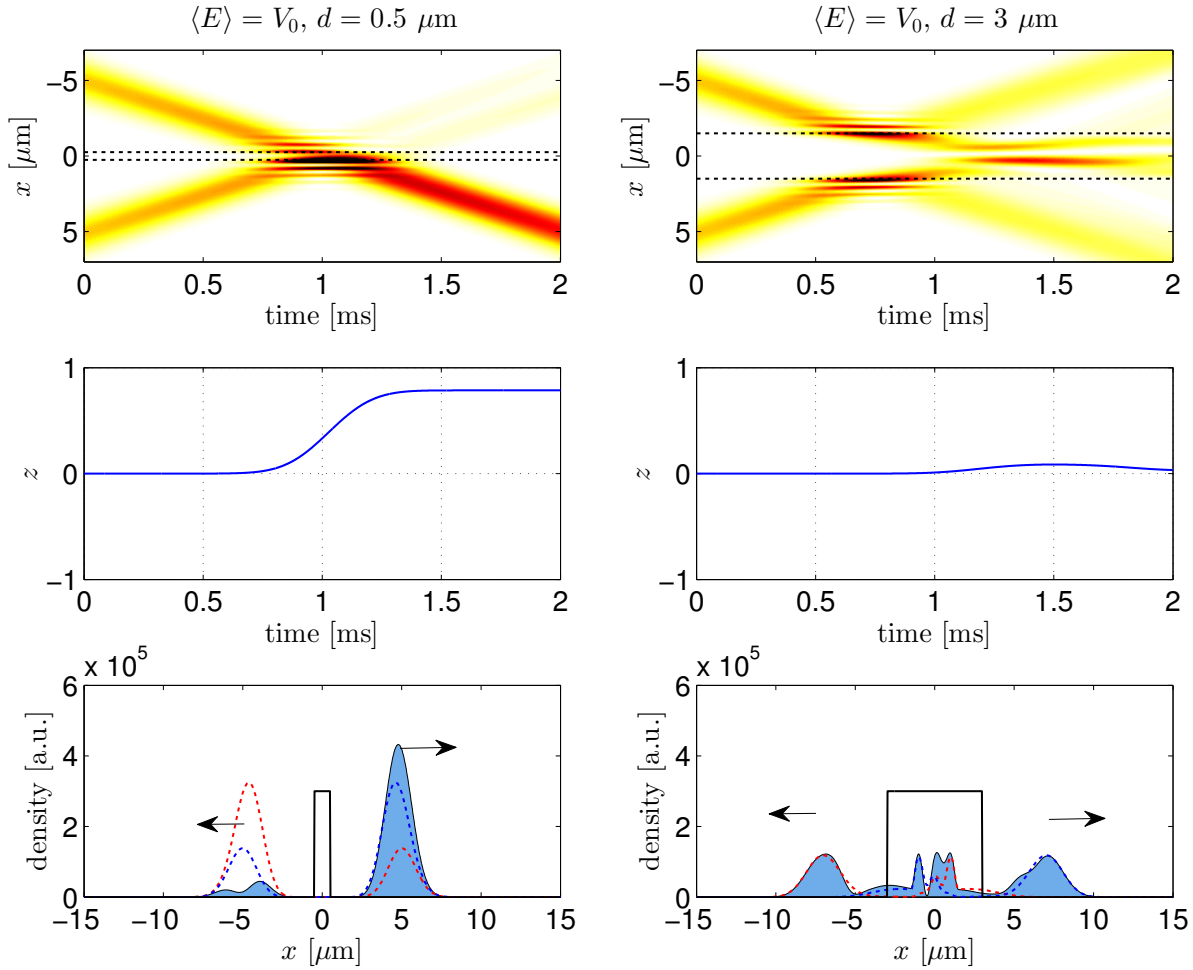 ⟨E⟩ = V₀, d = 0.5 μm
⟨E⟩ = V₀, d = 3 μm
−5
0
5
x [μm]
0 0.5 1 1.5 2
time [ms]
−5
0
5
x [μm]
0 0.5 1 1.5 2
time [ms]
1
0
−1
z
0 0.5 1 1.5 2
time [ms]
1
0
−1
z
0 0.5 1 1.5 2
time [ms]
x 10⁵
6
4
2
0
density [a.u.]
−15 −10 −5 0 5 10 15
x [μm]
x 10⁵
6
4
2
0
density [a.u.]
−15 −10 −5 0 5 10 15
x [μm]